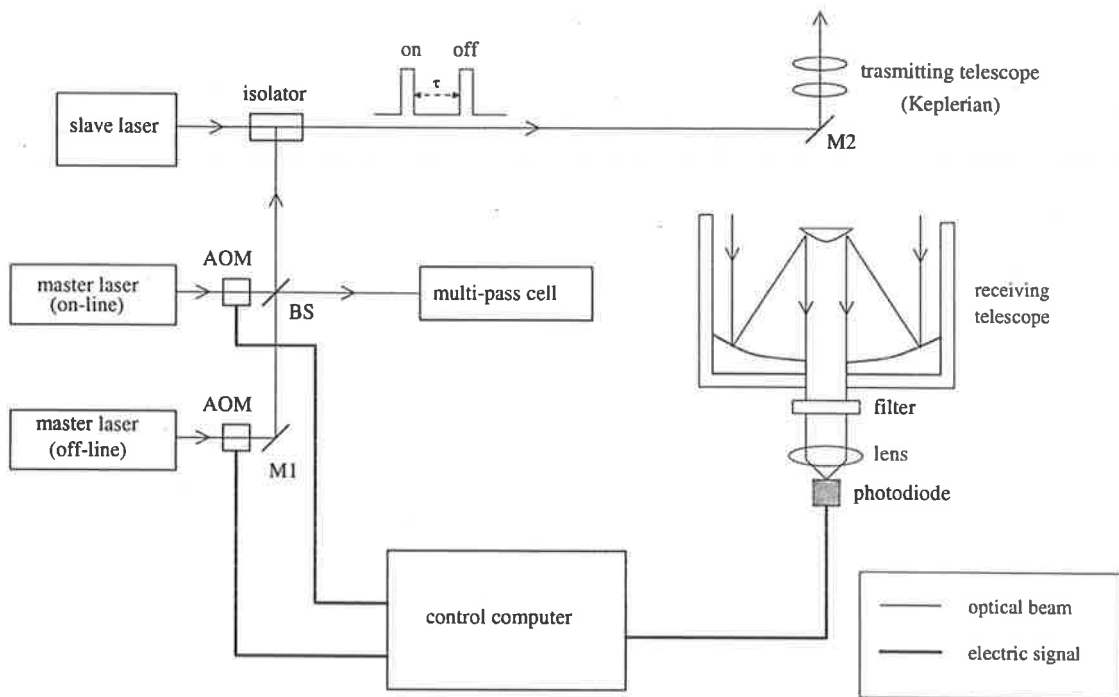 on
off
τ
isolator
slave laser
trasmitting telescope
(Keplerian)
M2
AOM
master laser
(on-line)
BS
multi-pass cell
receiving
telescope
AOM
master laser
(off-line)
M1
filter
lens
photodiode
control computer
optical beam
electric signal